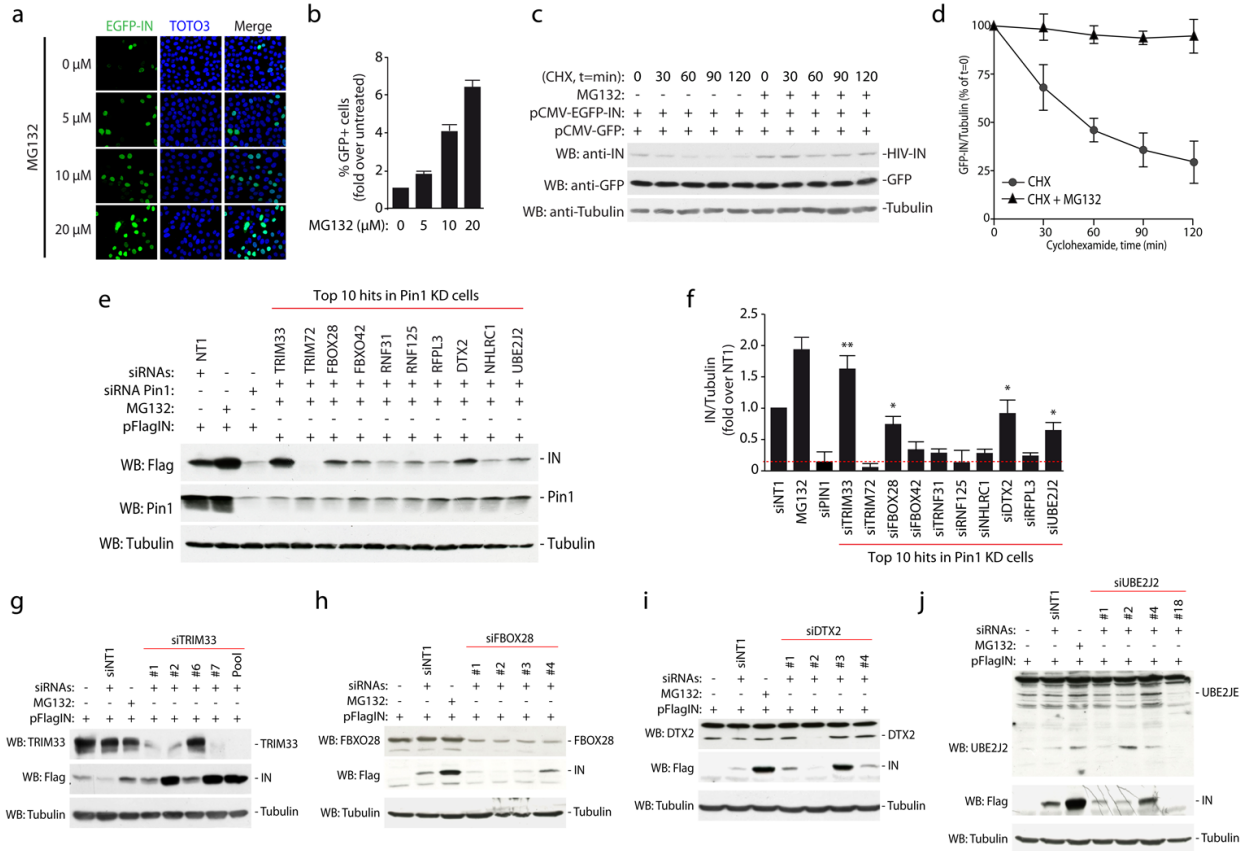 a
EGFP-IN TOTO3 Merge
MG132
0 µM
5 µM
10 µM
20 µM
b
% GFP+ cells
(fold over untreated)
8
6
4
2
0
MG132 (µM): 0 5 10 20
c
(CHX, t=min): 0 30 60 90 120 0 30 60 90 120
MG132: - - - - - + + + + +
pCMV-EGFP-IN: + + + + + + + + + +
pCMV-GFP: + + + + + + + + + +
WB: anti-IN -HIV-IN
WB: anti-GFP -GFP
WB: anti-Tubulin -Tubulin
d
GFP-IN/Tubulin (% of t=0)
100
75
50
25
0
CHX
CHX + MG132
0 30 60 90 120
Cyclohexamide, time (min)
e
Top 10 hits in Pin1 KD cells
NT1 TRIM33 TRIM72 FBOX28 FBXO42 RNF31 RNF125 RFPL3 DTX2 NHLRC1 UBE2J2
siRNAs: + - - + + + + + + + + + +
siRNA Pin1: - - + + + + + + + + + + +
MG132: - + - - - - - - - - - - -
pFlagIN: + + + + + + + + + + + + +
WB: Flag - IN
WB: Pin1 - Pin1
WB: Tubulin - Tubulin
f
IN/Tubulin
(fold over NT1)
2.5
2.0
1.5
1.0
0.5
0
** * * *
siNT1 MG132 siPIN1 siTRIM33 siTRIM72 siFBOX28 siFBOX42 siTRNF31 siRNF125 siNHLRC1 siDTX2 siRFPL3 siUBE2J2
Top 10 hits in Pin1 KD cells
g
siTRIM33
siNT1 #1 #2 #6 #7 Pool
siRNAs: - + - + + + + +
MG132: - - + - - - - -
pFlagIN: + + + + + + + +
WB: TRIM33 - TRIM33
WB: Flag - IN
WB: Tubulin - Tubulin
h
siFBOX28
siNT1 #1 #2 #3 #4
siRNAs: - + - + + + +
MG132: - - + - - - -
pFlagIN: + + + + + + +
WB: FBXO28 - FBOX28
WB: Flag - IN
WB: Tubulin - Tubulin
i
siDTX2
siNT1 #1 #2 #3 #4
siRNAs: - + - + + + +
MG132: - - + - - - -
pFlagIN: + + + + + + +
WB: DTX2 - DTX2
WB: Flag - IN
WB: Tubulin - Tubulin
j
siUBE2J2
siNT1 #1 #2 #4 #18
siRNAs: - + - + + + +
MG132: - - + - - - -
pFlagIN: + + + + + + +
- UBE2JE
WB: UBE2J2
WB: Flag - IN
WB: Tubulin - Tubulin